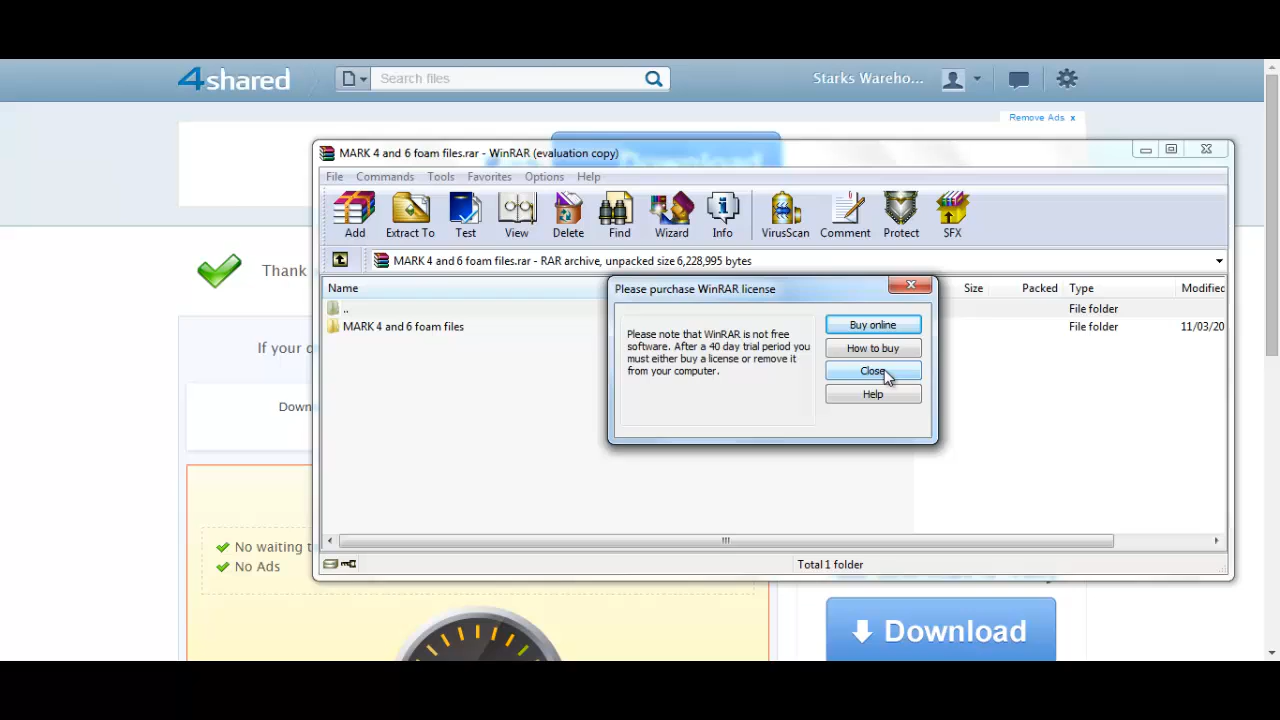 4shared
Search files
Starks Wareho...
Remove Ads x
Download
MARK 4 and 6 foam files.rar - WinRAR (evaluation copy)
File Commands Tools Favorites Options Help
Add Extract To Test View Delete Find Wizard Info VirusScan Comment Protect SFX
MARK 4 and 6 foam files.rar - RAR archive, unpacked size 6,228,995 bytes
Name Size Packed Type Modified
.. File folder
MARK 4 and 6 foam files File folder 11/03/20
Please purchase WinRAR license
Please note that WinRAR is not free
software. After a 40 day trial period you
must either buy a license or remove it
from your computer.
Buy online
How to buy
Close
Help
Total 1 folder
Thank
If your d
Down
No waiting t
No Ads
Download